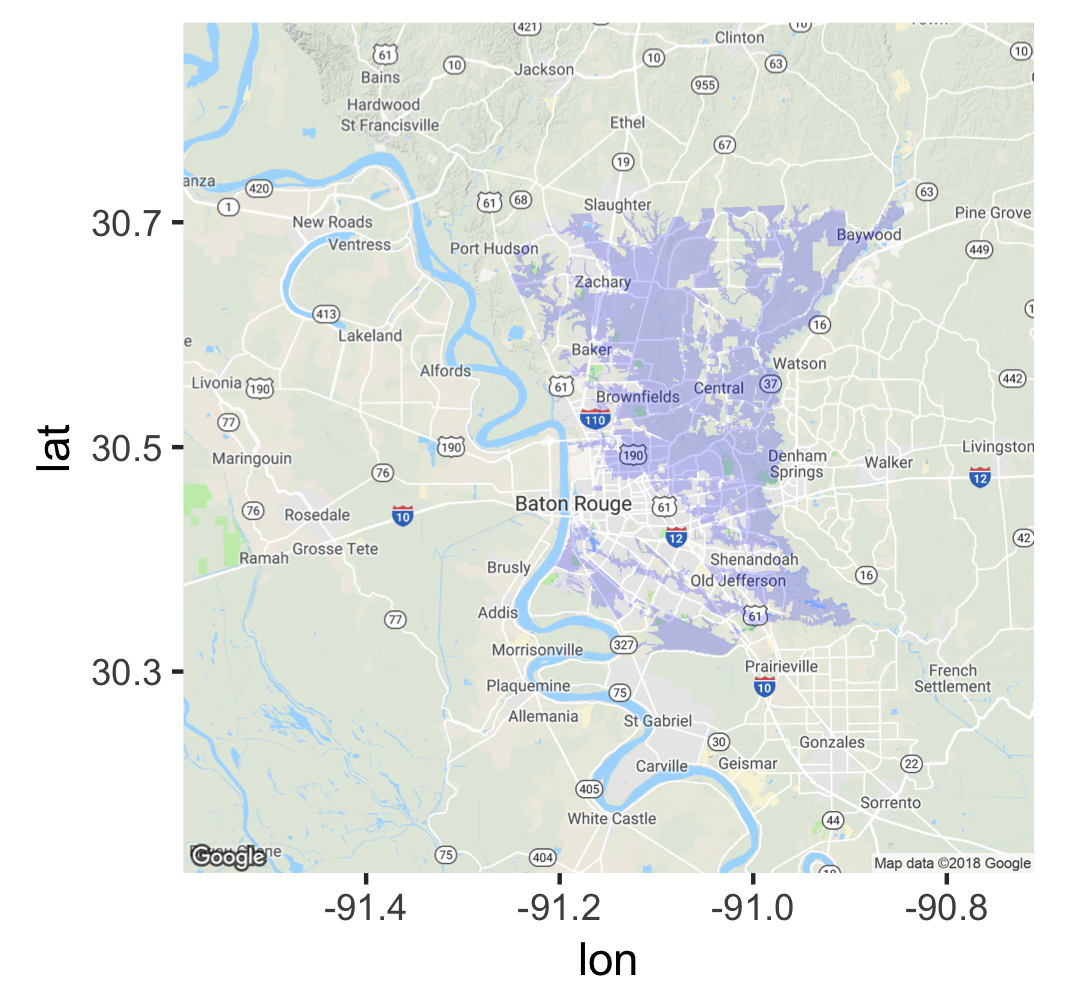 421
10
Clinton
61
Bains
10
Jackson
10
63
10
955
Hardwood
St Francisville
Ethel
67
19
anza
420
1
61
68
Slaughter
63
30.7
New Roads
Pine Grove
Ventress
Port Hudson
Baywood
449
Zachary
413
16
Lakeland
Baker
Watson
Alfords
442
Livonia
190
61
Central
37
Brownfields
77
110
30.5
lat
190
190
Livingston
Maringouin
Denham
Springs
Walker
76
12
Baton Rouge
61
76
Rosedale
10
12
42
Grosse Tete
Ramah
Shenandoah
Brusly
Old Jefferson
16
Addis
77
61
327
Morrisonville
30.3
Prairieville
French
Settlement
Plaquemine
75
10
Allemania
St Gabriel
30
Gonzales
Carville
Geismar
22
405
White Castle
Sorrento
44
Google
75
404
Map data ©2018 Google
-91.4
-91.2
-91.0
-90.8
lon